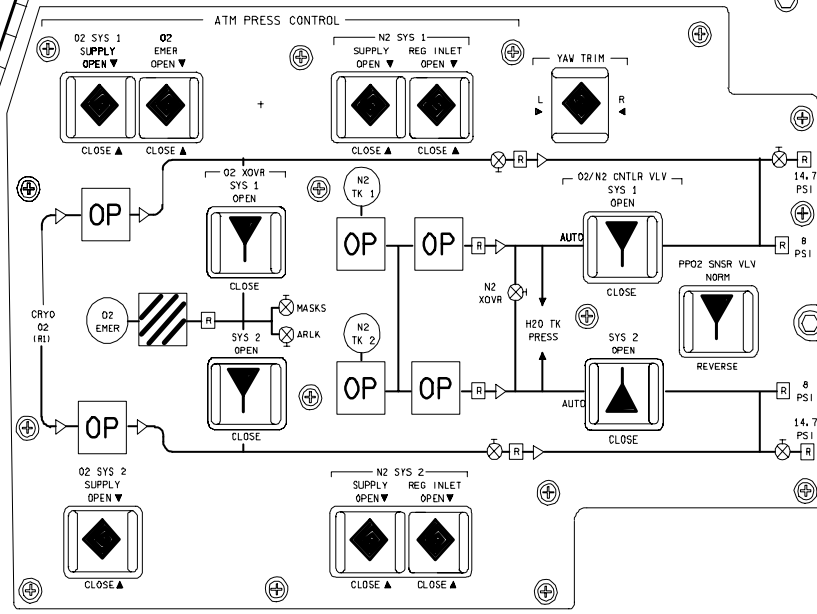 ATM PRESS CONTROL
O2 SYS 1
SUPPLY
OPEN ▼
O2
EMER
OPEN ▼
N2 SYS 1
SUPPLY
OPEN ▼
REG INLET
OPEN ▼
YAW TRIM
L
R
CLOSE ▲
CLOSE ▲
CLOSE ▲
CLOSE ▲
R
R
14.7
PSI
O2 XOVR
SYS 1
OPEN
N2
TK 1
O2/N2 CNTLR VLV
SYS 1
OPEN
OP
OP
OP
R
AUTO
R
8
PSI
PPO2 SNSR VLV
NORM
CLOSE
CLOSE
N2
XOVR
CRYO
O2
(R1)
O2
EMER
R
MASKS
ARLK
N2
TK 2
H2O TK
PRESS
SYS 2
OPEN
SYS 2
OPEN
REVERSE
OP
OP
R
AUTO
R
8
PSI
OP
CLOSE
CLOSE
14.7
PSI
R
R
O2 SYS 2
SUPPLY
OPEN ▼
N2 SYS 2
SUPPLY
OPEN ▼
REG INLET
OPEN ▼
CLOSE ▲
CLOSE ▲
CLOSE ▲